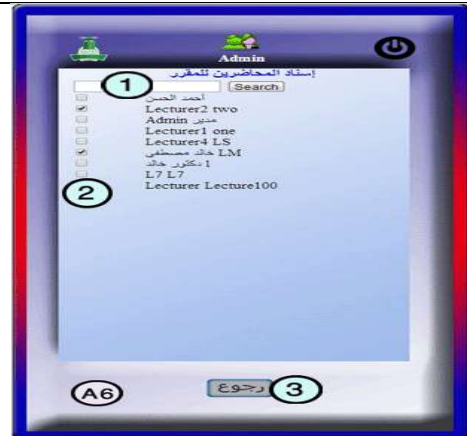 Admin
إسناد المحاضرين للمقرر
1 Search
أحمد الحسن
Lecturer2 two
Admin مدير
Lecturer1 one
Lecturer4 LS
LM خالد مصطفى
1 دكتور خالد
L7 L7
2 Lecturer Lecture100
A6 رجوع 3